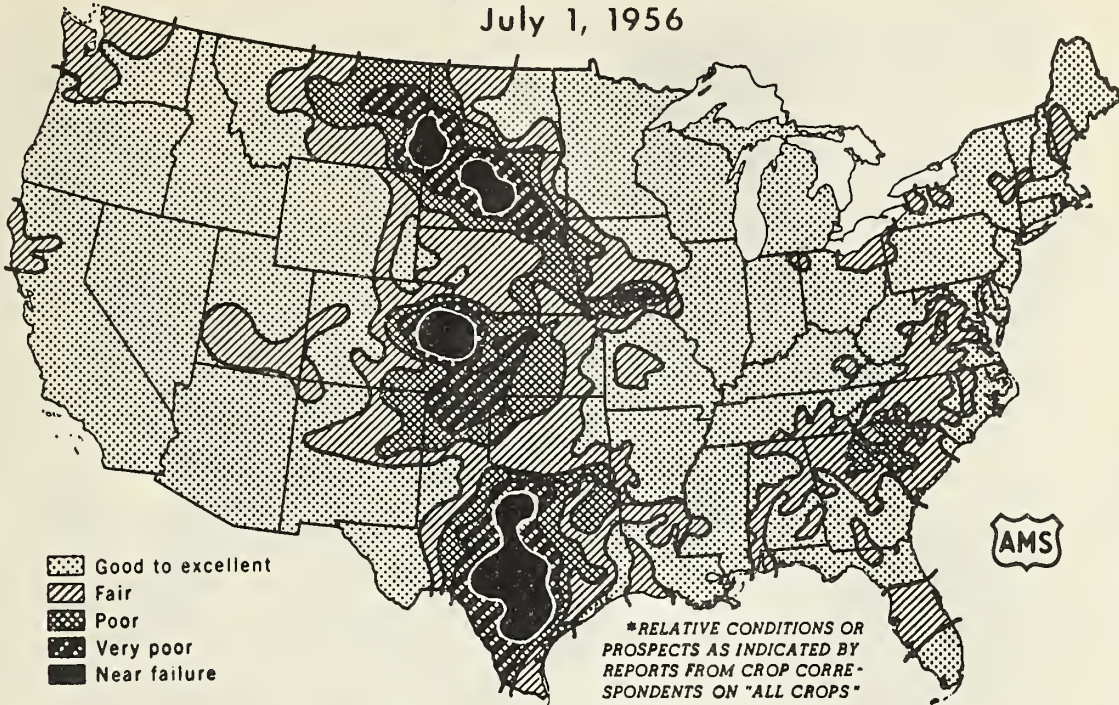 July 1, 1956
Good to excellent
Fair
Poor
Very poor
Near failure
AMS
*RELATIVE CONDITIONS OR
PROSPECTS AS INDICATED BY
REPORTS FROM CROP CORRE-
SPONDENTS ON "ALL CROPS"